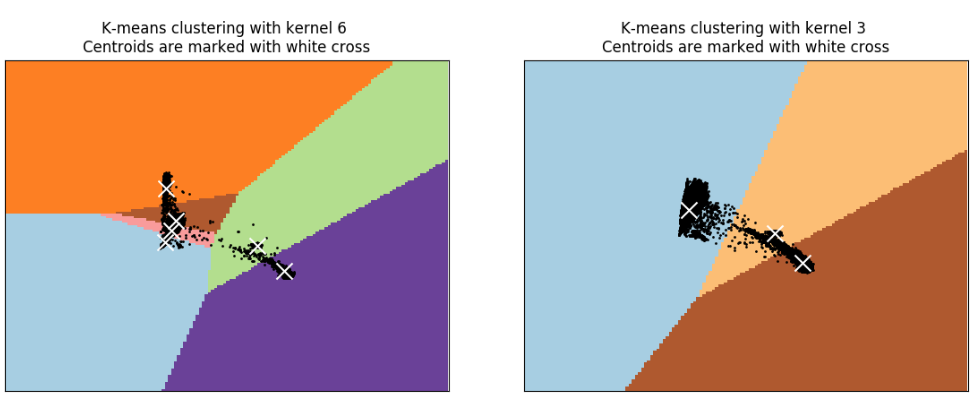 K-means clustering with kernel 6
Centroids are marked with white cross
K-means clustering with kernel 3
Centroids are marked with white cross